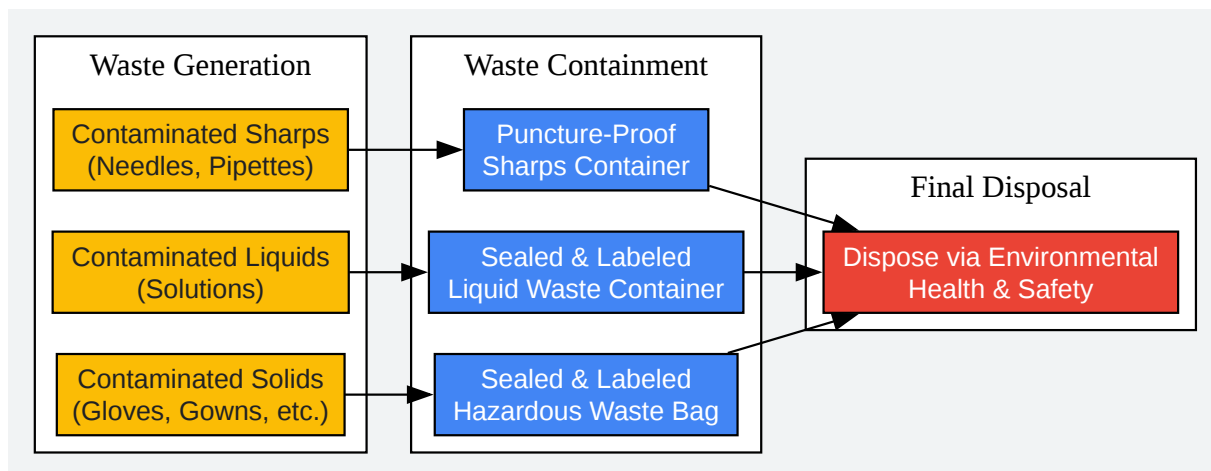 Waste Generation
Contaminated Sharps
(Needles, Pipettes)
Contaminated Liquids
(Solutions)
Contaminated Solids
(Gloves, Gowns, etc.)
Waste Containment
Puncture-Proof
Sharps Container
Sealed & Labeled
Liquid Waste Container
Sealed & Labeled
Hazardous Waste Bag
Final Disposal
Dispose via Environmental
Health & Safety